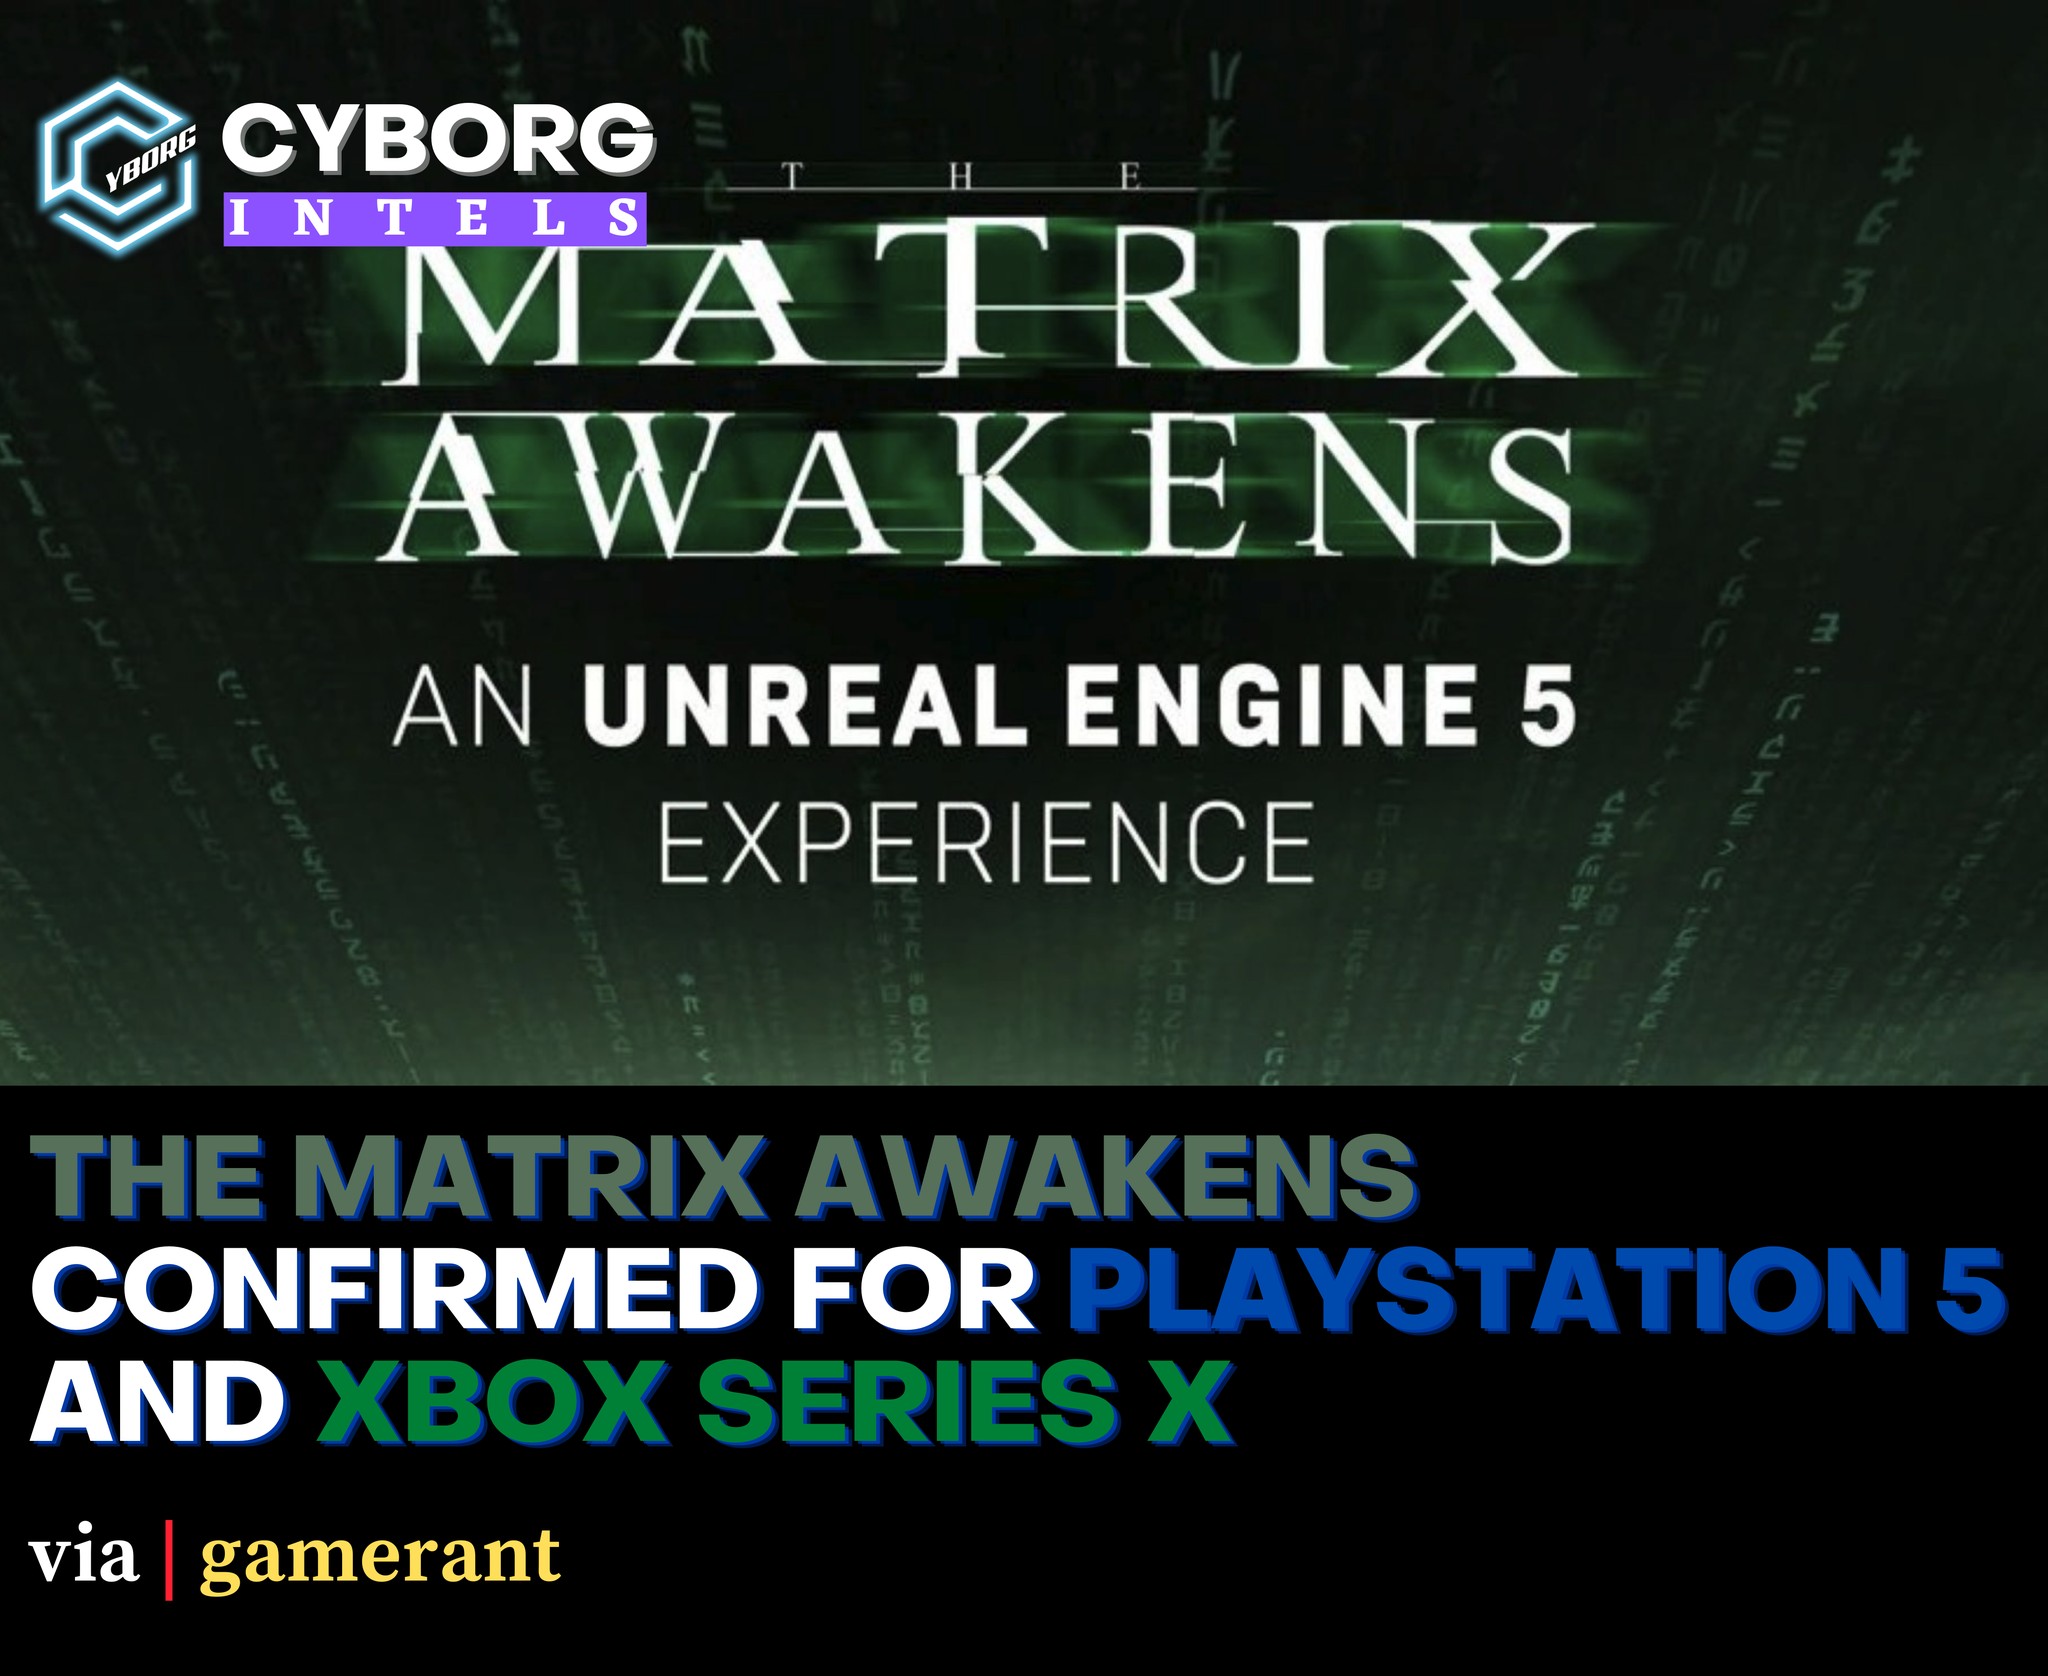 YBORG
CYBORG
INTELS
THE
MATRIX
AWAKENS
AN UNREAL ENGINE 5
EXPERIENCE
THE MATRIX AWAKENS
CONFIRMED FOR PLAYSTATION 5
AND XBOX SERIES X
via | gamerant